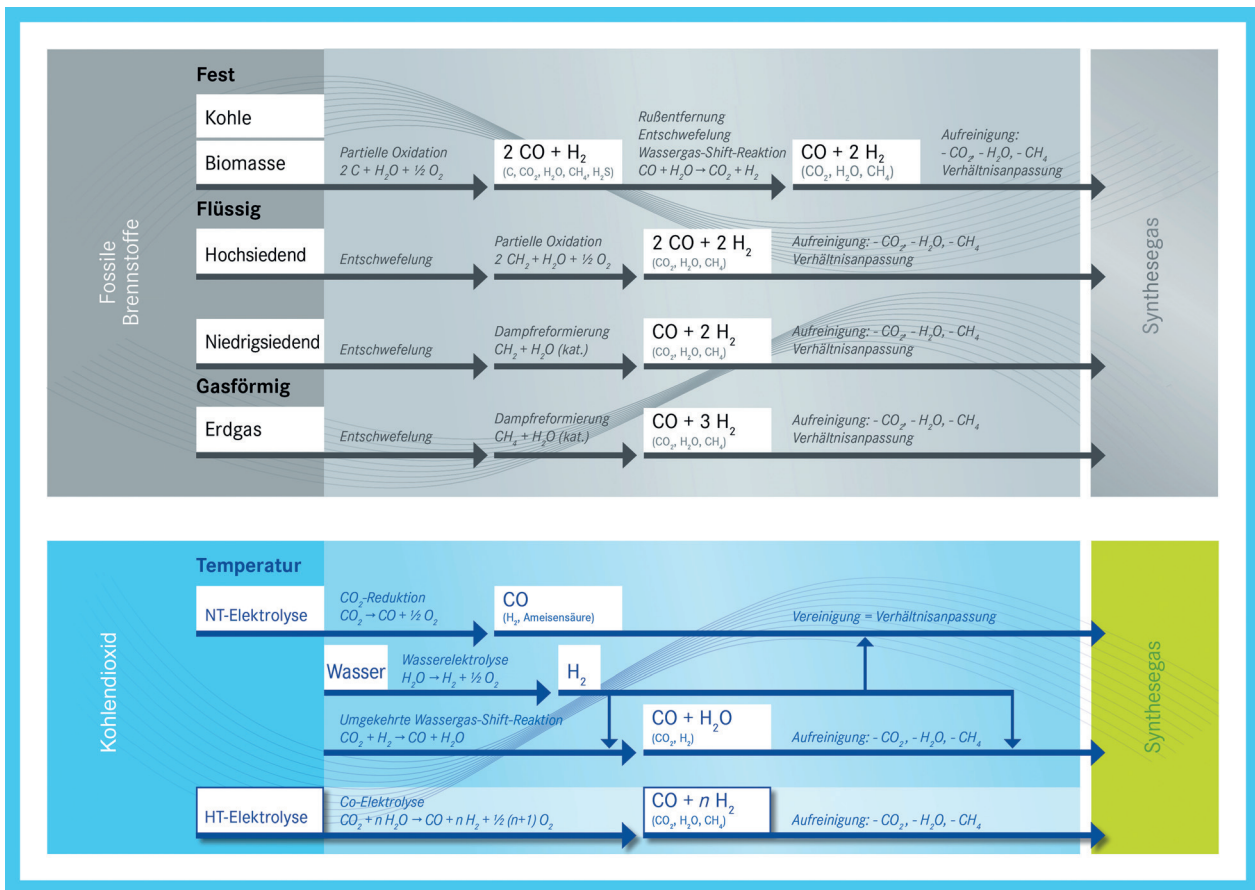 Fossile
Brennstoffe
Fest
Kohle
Biomasse
Partielle Oxidation
2 C + H₂O + ½ O₂
2 CO + H₂
(C, CO₂, H₂O, CH₄, H₂S)
Rußentfernung
Entschwefelung
Wassergas-Shift-Reaktion
CO + H₂O → CO₂ + H₂
CO + 2 H₂
(CO₂, H₂O, CH₄)
Aufreinigung:
- CO₂, - H₂O, - CH₄
Verhältnisanpassung
Flüssig
Hochsiedend
Entschwefelung
Partielle Oxidation
2 CH₂ + H₂O + ½ O₂
2 CO + 2 H₂
(CO₂, H₂O, CH₄)
Aufreinigung: - CO₂, - H₂O, - CH₄
Verhältnisanpassung
Niedrigsiedend
Entschwefelung
Dampfreformierung
CH₂ + H₂O (kat.)
CO + 2 H₂
(CO₂, H₂O, CH₄)
Aufreinigung: - CO₂, - H₂O, - CH₄
Verhältnisanpassung
Gasförmig
Erdgas
Entschwefelung
Dampfreformierung
CH₄ + H₂O (kat.)
CO + 3 H₂
(CO₂, H₂O, CH₄)
Aufreinigung: - CO₂, - H₂O, - CH₄
Verhältnisanpassung
Synthesegas
Kohlendioxid
Temperatur
NT-Elektrolyse
CO₂-Reduktion
CO₂ → CO + ½ O₂
CO
(H₂, Ameisensäure)
Vereinigung = Verhältnisanpassung
Wasser
Wasserelektrolyse
H₂O → H₂ + ½ O₂
H₂
Umgekehrte Wassergas-Shift-Reaktion
CO₂ + H₂ → CO + H₂O
CO + H₂O
(CO₂, H₂)
Aufreinigung: - CO₂, - H₂O, - CH₄
HT-Elektrolyse
Co-Elektrolyse
CO₂ + n H₂O → CO + n H₂ + ½ (n+1) O₂
CO + n H₂
(CO₂, H₂O, CH₄)
Aufreinigung: - CO₂, - H₂O, - CH₄
Synthesegas